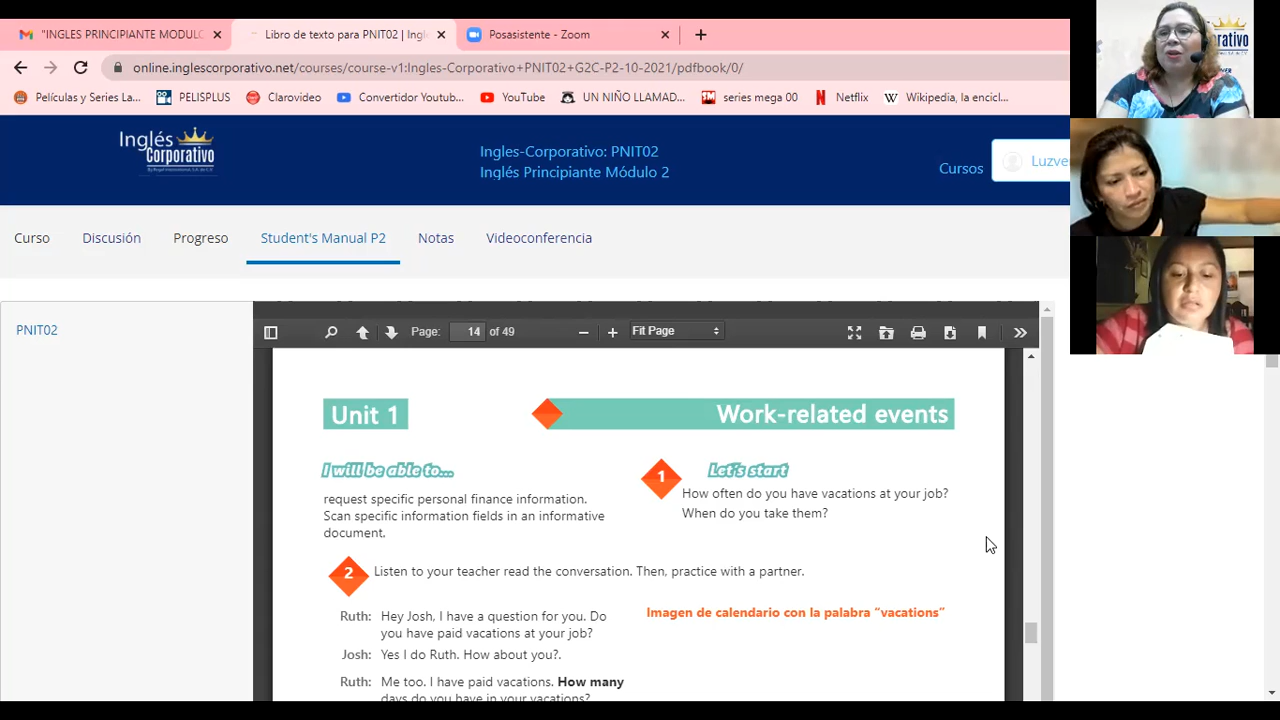 "INGLES PRINCIPIANTE MODULO
Libro de texto para PNIT02 | Ingl
Posasistente - Zoom
online.inglescorporativo.net/courses/course-v1:Ingles-Corporativo+PNIT02+G2C-P2-10-2021/pdfbook/0/
Películas y Series La...
PELISPLUS
Clarovideo
Convertidor Youtub...
YouTube
UN NIÑO LLAMAD...
series mega 00
Netflix
Wikipedia, la encicl...
Inglés
Corporativo
Ingles-Corporativo: PNIT02
Inglés Principiante Módulo 2
Cursos
Luzve
Curso
Discusión
Progreso
Student's Manual P2
Notas
Videoconferencia
PNIT02
Page:
14
of 49
Fit Page
Unit 1
Work-related events
I will be able to...
request specific personal finance information.
Scan specific information fields in an informative
document.
1
Let's start
How often do you have vacations at your job?
When do you take them?
2
Listen to your teacher read the conversation. Then, practice with a partner.
Ruth: Hey Josh, I have a question for you. Do
you have paid vacations at your job?
Josh: Yes I do Ruth. How about you?.
Ruth: Me too. I have paid vacations. How many
days do you have in your vacations?
Imagen de calendario con la palabra “vacations”